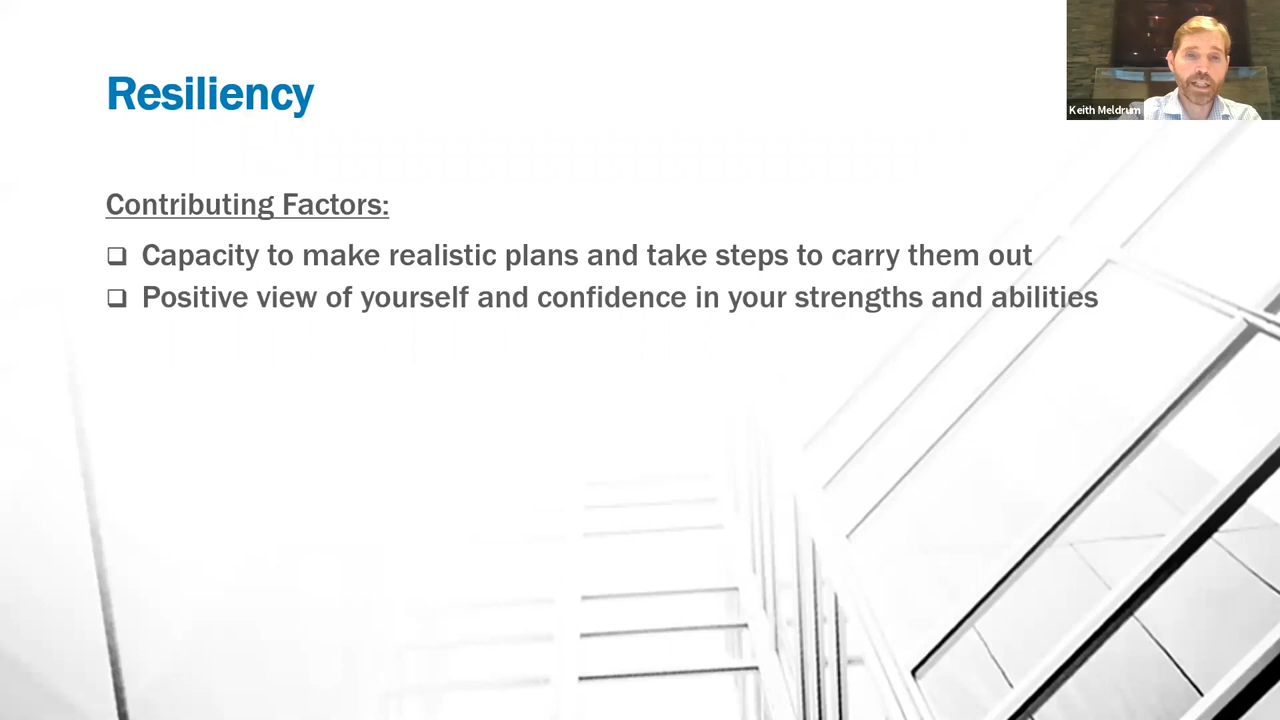 Resiliency
Keith Meldrum
Contributing Factors:
❑ Capacity to make realistic plans and take steps to carry them out
❑ Positive view of yourself and confidence in your strengths and abilities